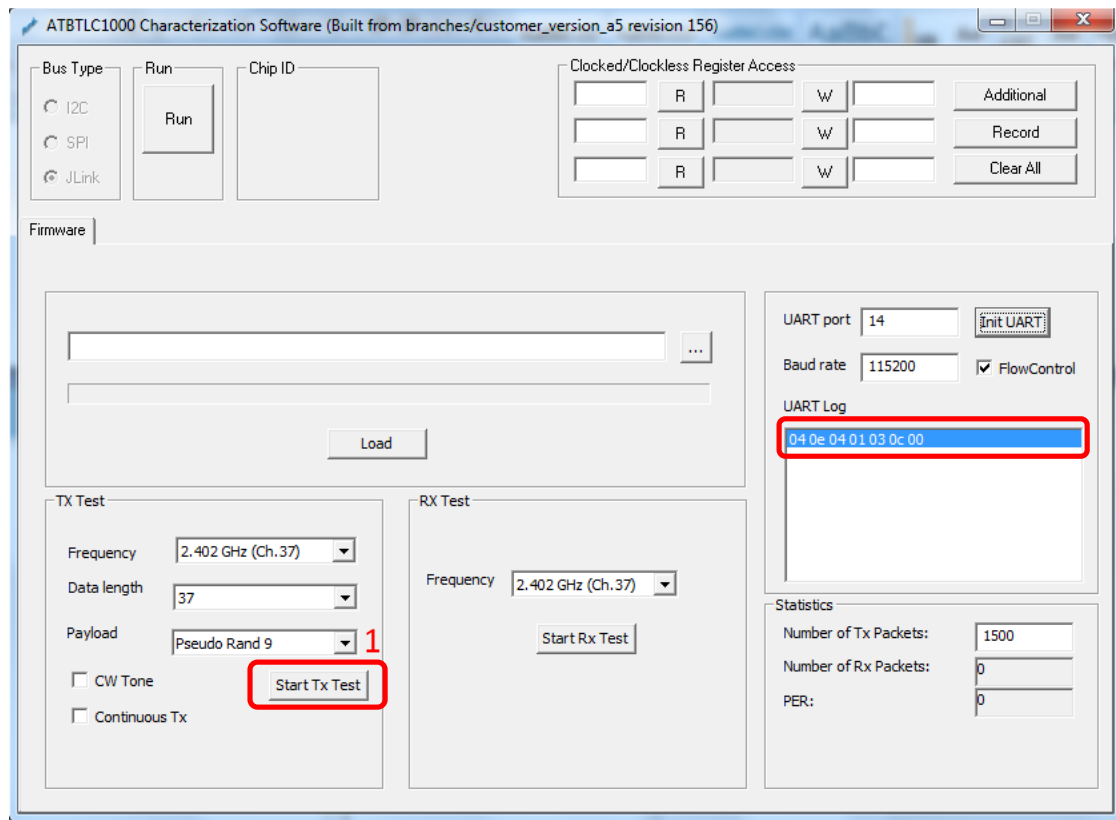 ATBTLC1000 Characterization Software (Built from branches/customer_version_a5 revision 156)
Bus Type
I2C
SPI
JLink
Run
Run
Chip ID
Clocked/Clockless Register Access
R W Additional
R W Record
R W Clear All
Firmware
...
Load
UART port 14 Init UART
Baud rate 115200 FlowControl
UART Log
04 0e 04 01 03 0c 00
TX Test
Frequency 2.402 GHz (Ch.37)
Data length 37
Payload Pseudo Rand 9 1
CW Tone Start Tx Test
Continuous Tx
RX Test
Frequency 2.402 GHz (Ch.37)
Start Rx Test
Statistics
Number of Tx Packets: 1500
Number of Rx Packets: 0
PER: 0